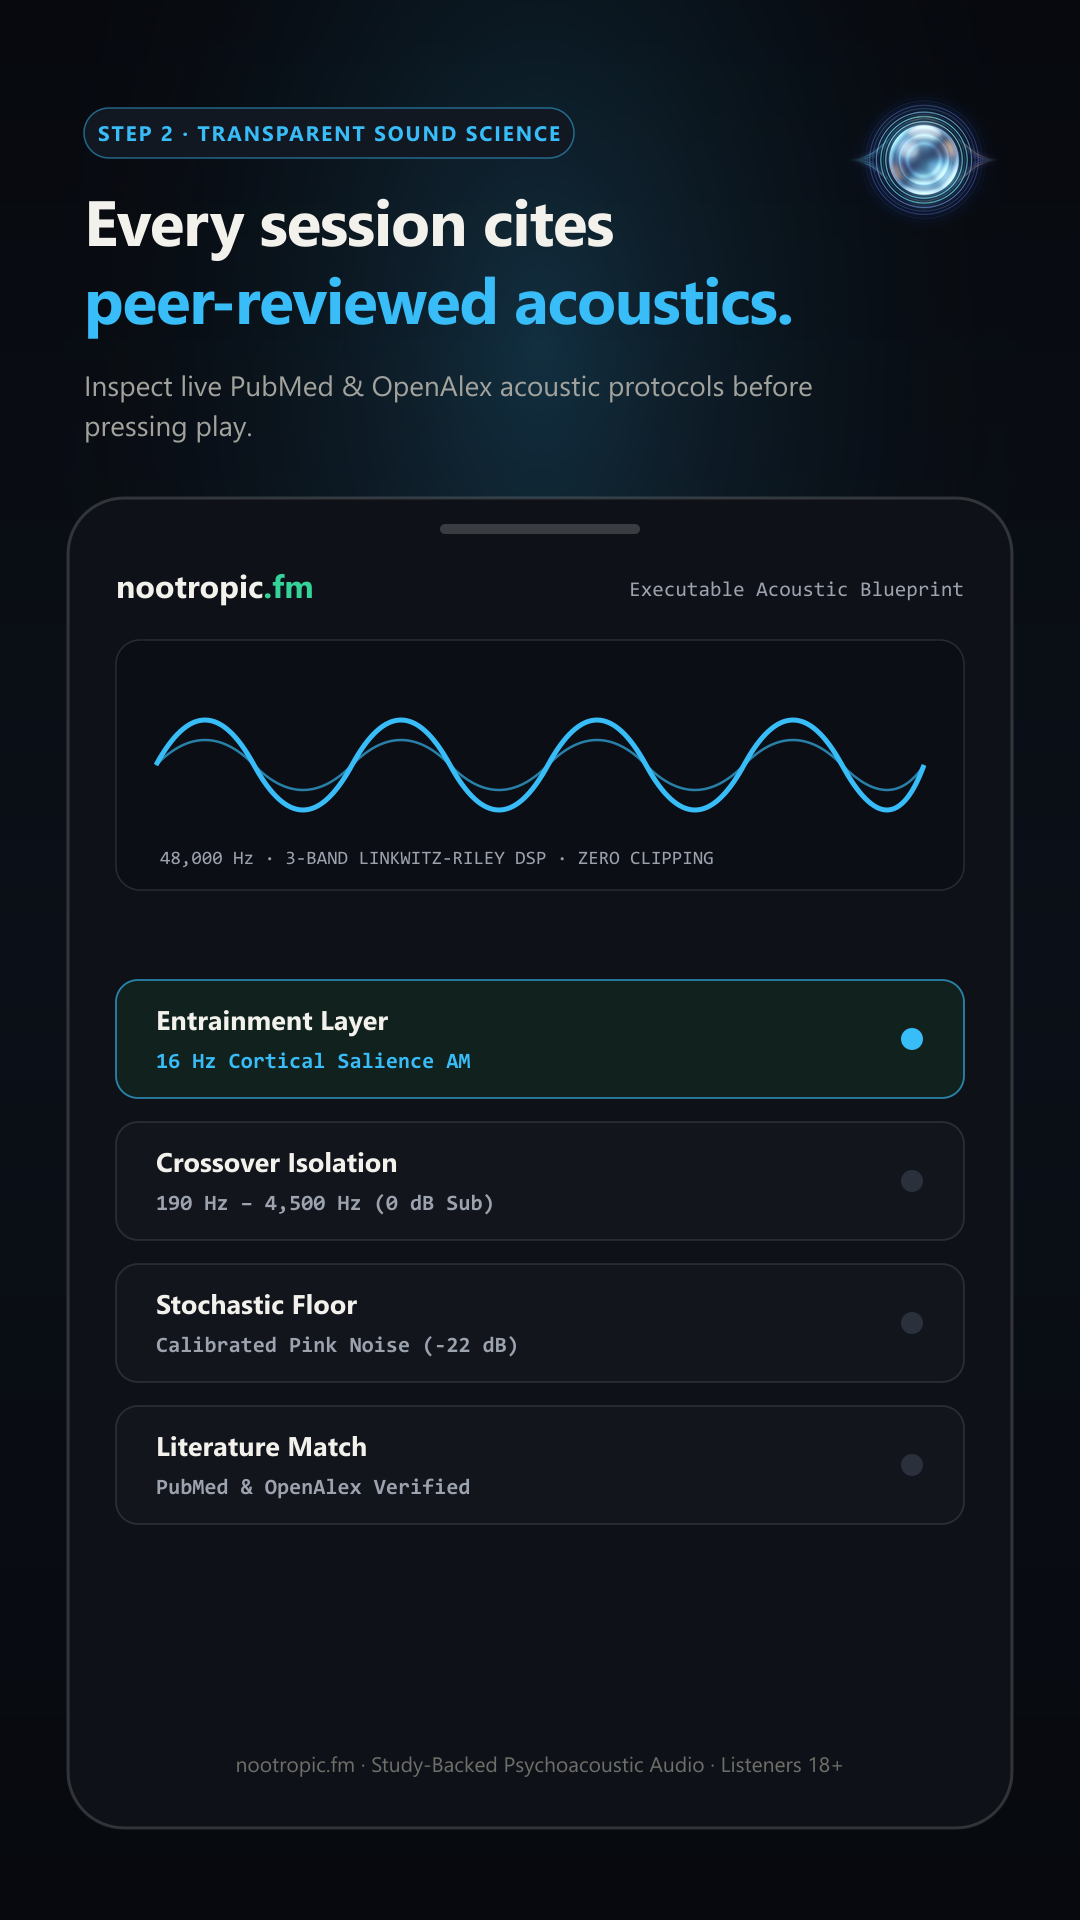 STEP 2 · TRANSPARENT SOUND SCIENCE
Every session cites
peer-reviewed acoustics.
Inspect live PubMed & OpenAlex acoustic protocols before
pressing play.
nootropic.fm
Executable Acoustic Blueprint
48,000 Hz · 3-BAND LINKWITZ-RILEY DSP · ZERO CLIPPING
Entrainment Layer
16 Hz Cortical Salience AM
Crossover Isolation
190 Hz – 4,500 Hz (0 dB Sub)
Stochastic Floor
Calibrated Pink Noise (-22 dB)
Literature Match
PubMed & OpenAlex Verified
nootropic.fm · Study-Backed Psychoacoustic Audio · Listeners 18+